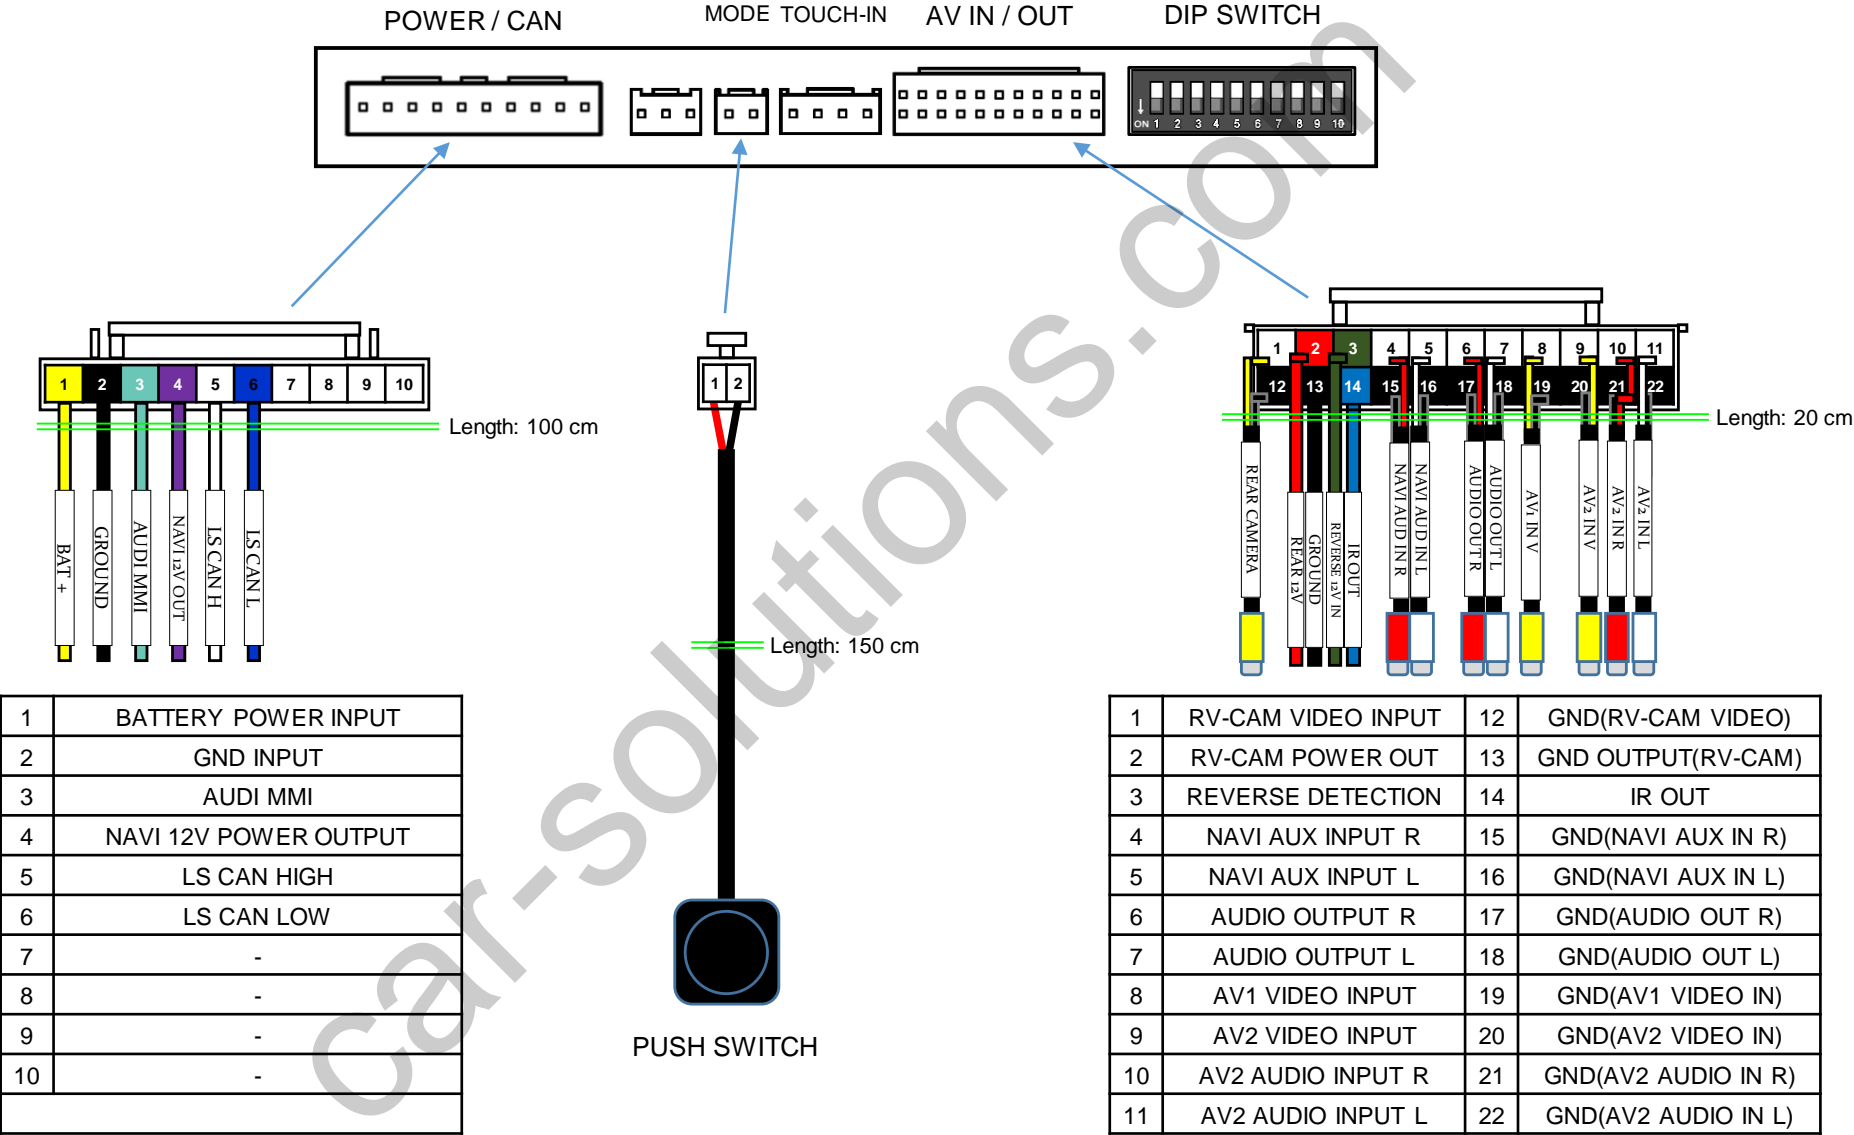 POWER / CAN
MODE
TOUCH-IN
AV IN / OUT
DIP SWITCH
ON 1 2 3 4 5 6 7 8 9 10
1 2 3 4 5 6 7 8 9 10
Length: 100 cm
BAT +
GROUND
AUDI MMI
NAVI 12V OUT
LS CAN H
LS CAN L
1 2
Length: 150 cm
PUSH SWITCH
1 2 3 4 5 6 7 8 9 10 11
12 13 14 15 16 17 18 19 20 21 22
Length: 20 cm
REAR CAMERA
REAR 12V
GROUND
REVERSE 12V IN
IR OUT
NAVI AUD IN R
NAVI AUD IN L
AUDIO OUT R
AUDIO OUT L
AV1 IN V
AV2 IN V
AV2 IN R
AV2 IN L
1 BATTERY POWER INPUT
2 GND INPUT
3 AUDI MMI
4 NAVI 12V POWER OUTPUT
5 LS CAN HIGH
6 LS CAN LOW
7 -
8 -
9 -
10 -
1 RV-CAM VIDEO INPUT 12 GND(RV-CAM VIDEO)
2 RV-CAM POWER OUT 13 GND OUTPUT(RV-CAM)
3 REVERSE DETECTION 14 IR OUT
4 NAVI AUX INPUT R 15 GND(NAVI AUX IN R)
5 NAVI AUX INPUT L 16 GND(NAVI AUX IN L)
6 AUDIO OUTPUT R 17 GND(AUDIO OUT R)
7 AUDIO OUTPUT L 18 GND(AUDIO OUT L)
8 AV1 VIDEO INPUT 19 GND(AV1 VIDEO IN)
9 AV2 VIDEO INPUT 20 GND(AV2 VIDEO IN)
10 AV2 AUDIO INPUT R 21 GND(AV2 AUDIO IN R)
11 AV2 AUDIO INPUT L 22 GND(AV2 AUDIO IN L)
car-solutions.com